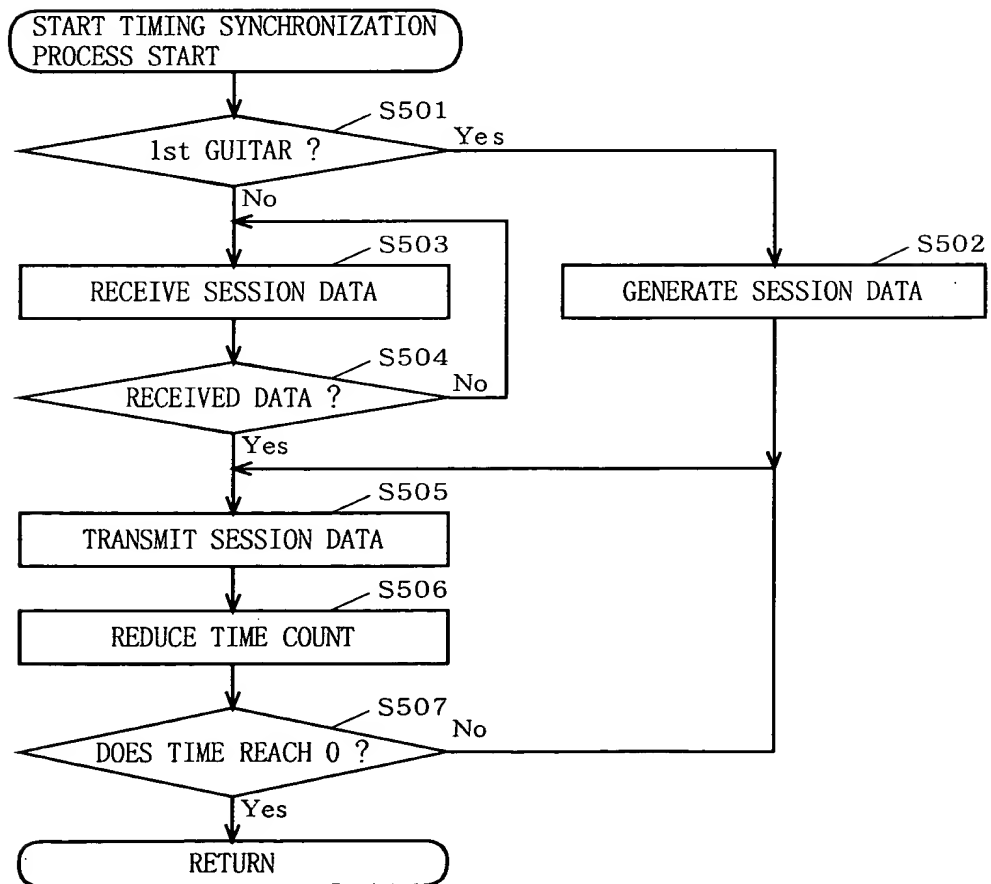 START TIMING SYNCHRONIZATION
PROCESS START
S501
1st GUITAR ?
Yes
No
S503
RECEIVE SESSION DATA
S502
GENERATE SESSION DATA
S504
RECEIVED DATA ?
No
Yes
S505
TRANSMIT SESSION DATA
S506
REDUCE TIME COUNT
S507
DOES TIME REACH 0 ?
No
Yes
RETURN